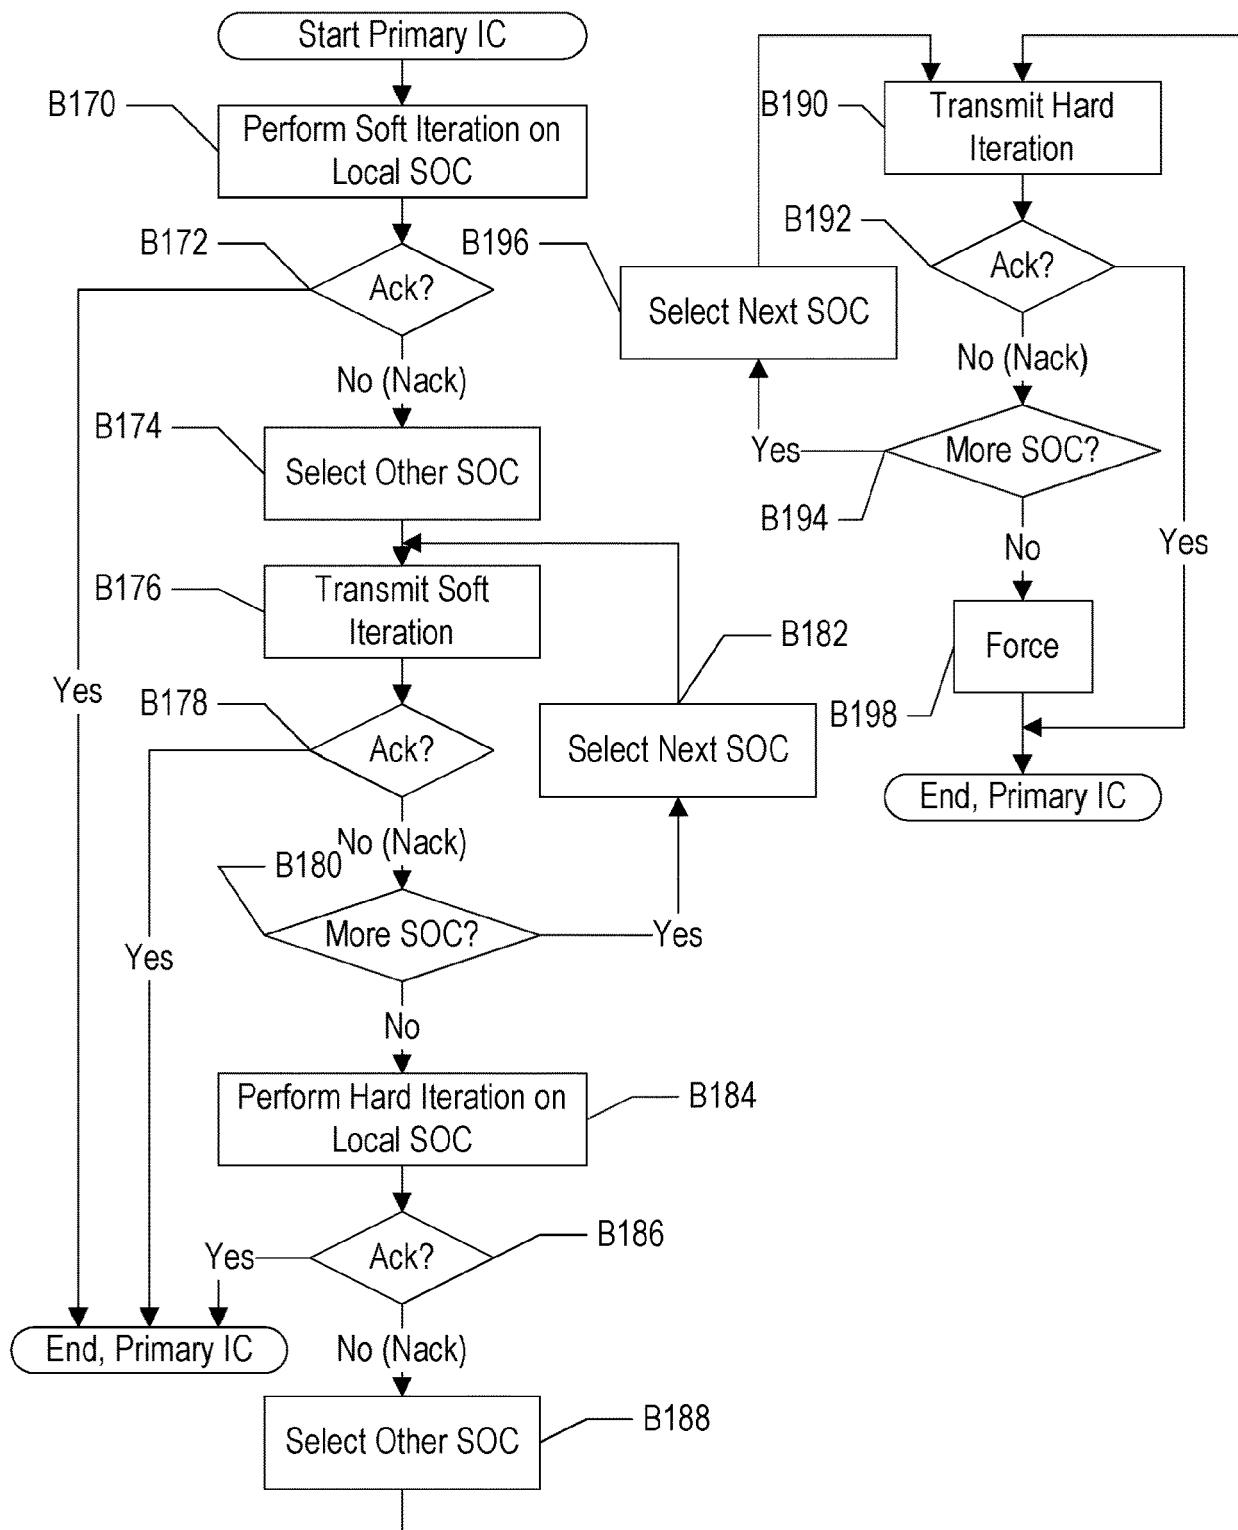 Start Primary IC
B170
Perform Soft Iteration on
Local SOC
B172
Ack?
No (Nack)
B174
Select Other SOC
B176
Transmit Soft
Iteration
B182
Yes
B178
Ack?
Select Next SOC
No (Nack)
B180
More SOC?
Yes
Yes
No
Perform Hard Iteration on
Local SOC
B184
B186
Yes
Ack?
End, Primary IC
No (Nack)
B188
Select Other SOC
B190
Transmit Hard
Iteration
B192
B196
Ack?
Select Next SOC
No (Nack)
Yes
More SOC?
B194
No
Yes
Force
B198
End, Primary IC